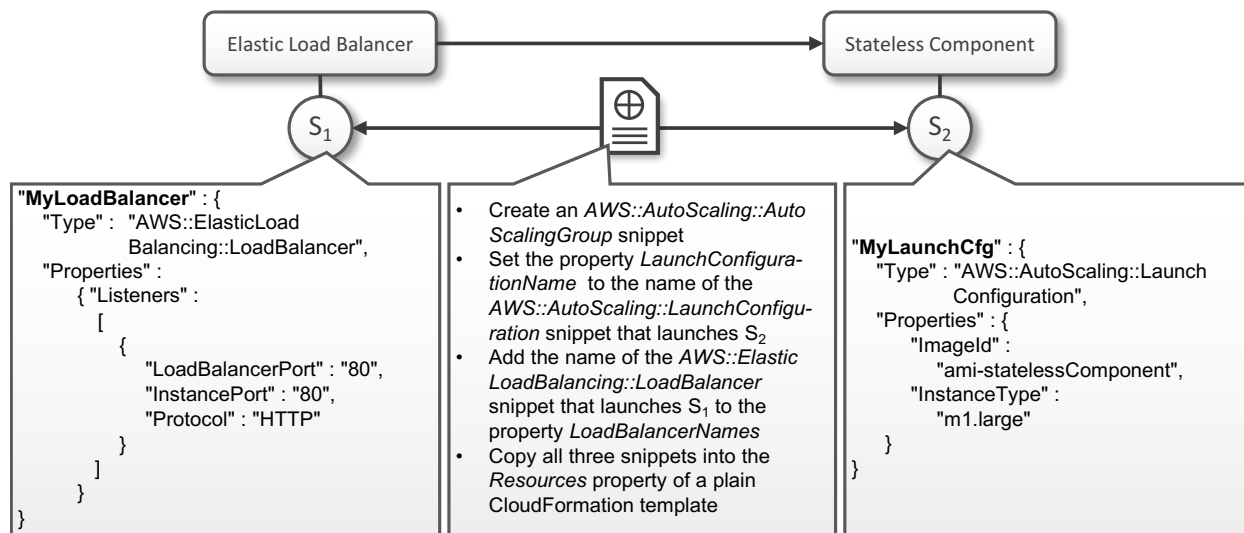 Elastic Load Balancer
Stateless Component
S1
S2
"MyLoadBalancer" : {
"Type" : "AWS::ElasticLoad
Balancing::LoadBalancer",
"Properties" :
{ "Listeners" :
[
{
"LoadBalancerPort" : "80",
"InstancePort" : "80",
"Protocol" : "HTTP"
}
]
}
}
• Create an AWS::AutoScaling::Auto
ScalingGroup snippet
• Set the property LaunchConfigura-
tionName to the name of the
AWS::AutoScaling::LaunchConfigu-
ration snippet that launches S2
• Add the name of the AWS::Elastic
LoadBalancing::LoadBalancer
snippet that launches S1 to the
property LoadBalancerNames
• Copy all three snippets into the
Resources property of a plain
CloudFormation template
"MyLaunchCfg" : {
"Type" : "AWS::AutoScaling::Launch
Configuration",
"Properties" : {
"ImageId" :
"ami-statelessComponent",
"InstanceType" :
"m1.large"
}
}